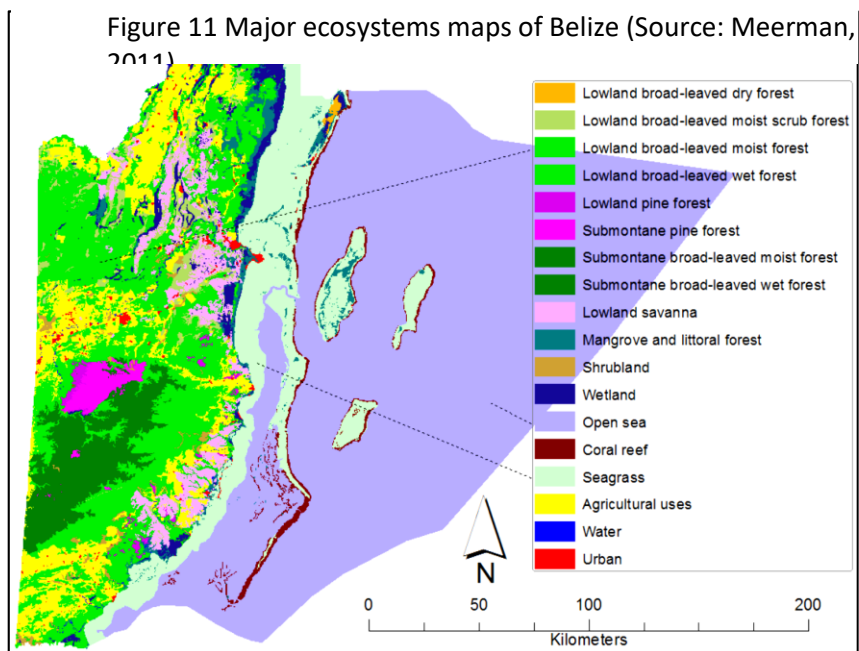 Figure 11 Major ecosystems maps of Belize (Source: Meerman,
2011)
Lowland broad-leaved dry forest
Lowland broad-leaved moist scrub forest
Lowland broad-leaved moist forest
Lowland broad-leaved wet forest
Lowland pine forest
Submontane pine forest
Submontane broad-leaved moist forest
Submontane broad-leaved wet forest
Lowland savanna
Mangrove and littoral forest
Shrubland
Wetland
Open sea
Coral reef
Seagrass
Agricultural uses
Water
Urban
N
0 50 100 200
Kilometers